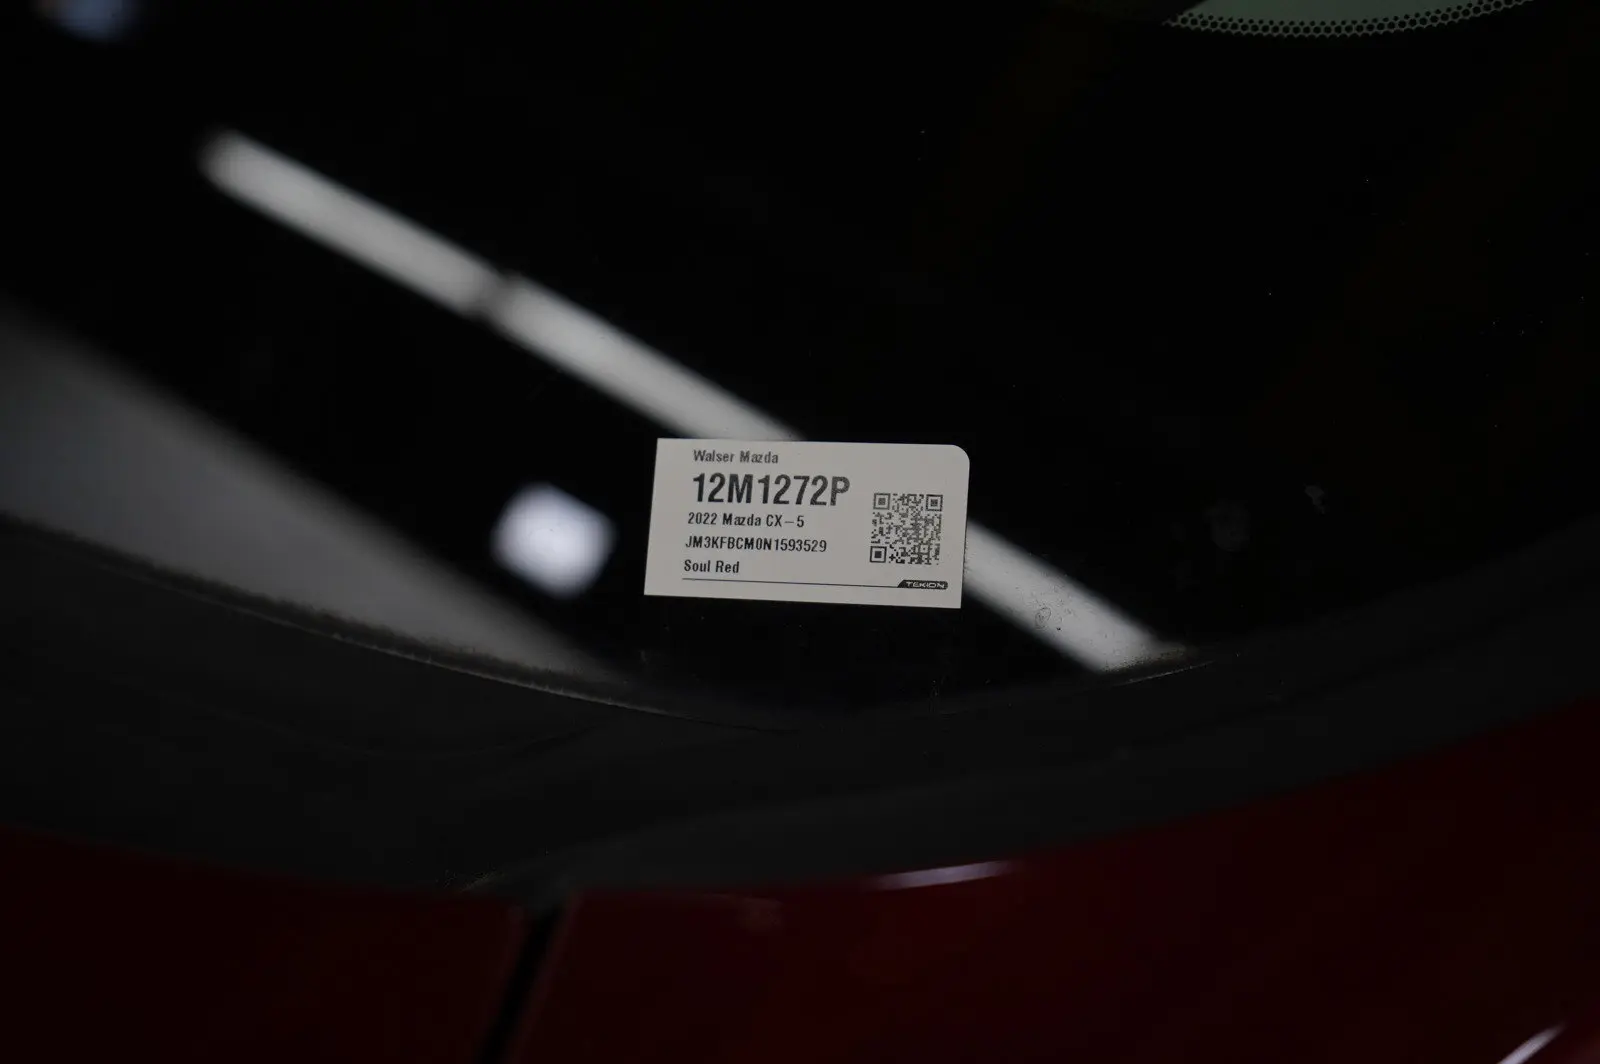 Walser Mazda
12M1272P
2022 Mazda CX-5
JM3KFBCM0N1593529
Soul Red
TEKION